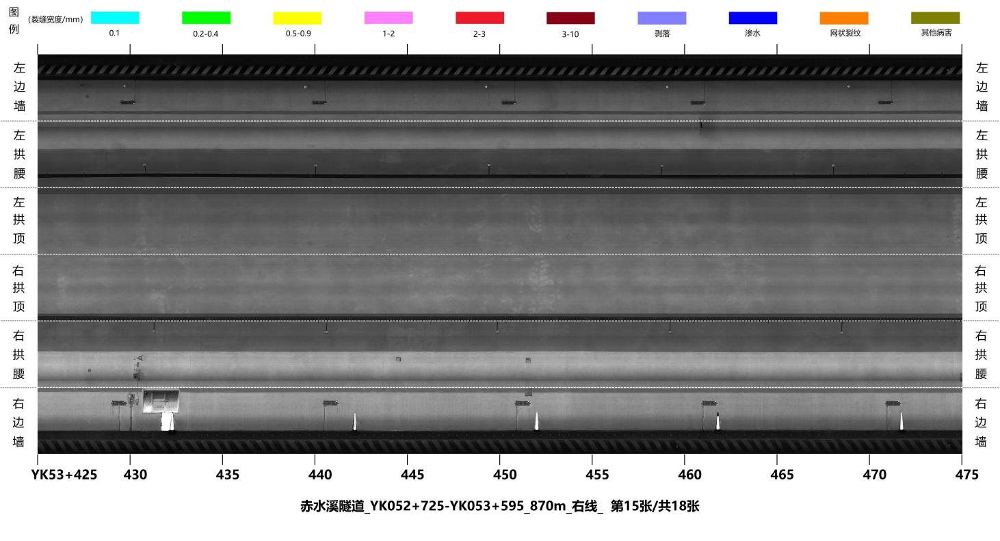 图例
(裂缝宽度/mm)
0.1
0.2-0.4
0.5-0.9
1-2
2-3
3-10
剥落
渗水
网状裂纹
其他病害
左边墙
左边墙
左拱腰
左拱腰
左拱顶
左拱顶
右拱顶
右拱顶
右拱腰
右拱腰
右边墙
右边墙
YK53+425 430 435 440 445 450 455 460 465 470 475
赤水溪隧道_YK052+725-YK053+595_870m_右线_ 第15张/共18张